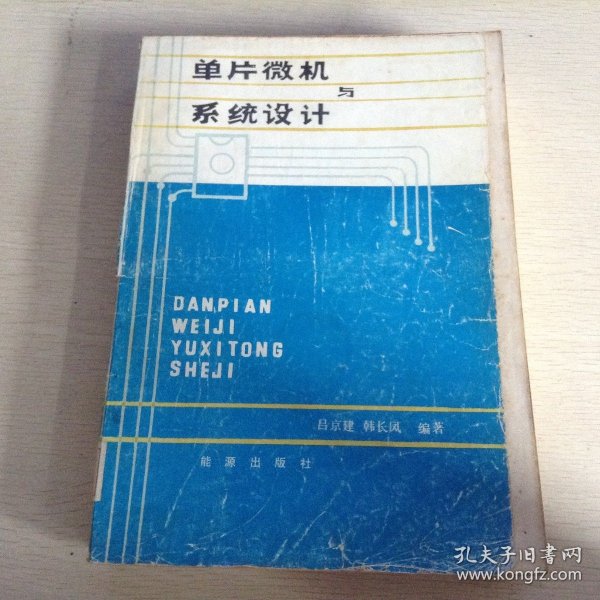 单片微机
与
系统设计
DANPIAN
WEIJI
YUXITONG
SHEJI
吕京建 韩长凤 编著
能源出版社
孔夫子旧书网
www.kongfz.com